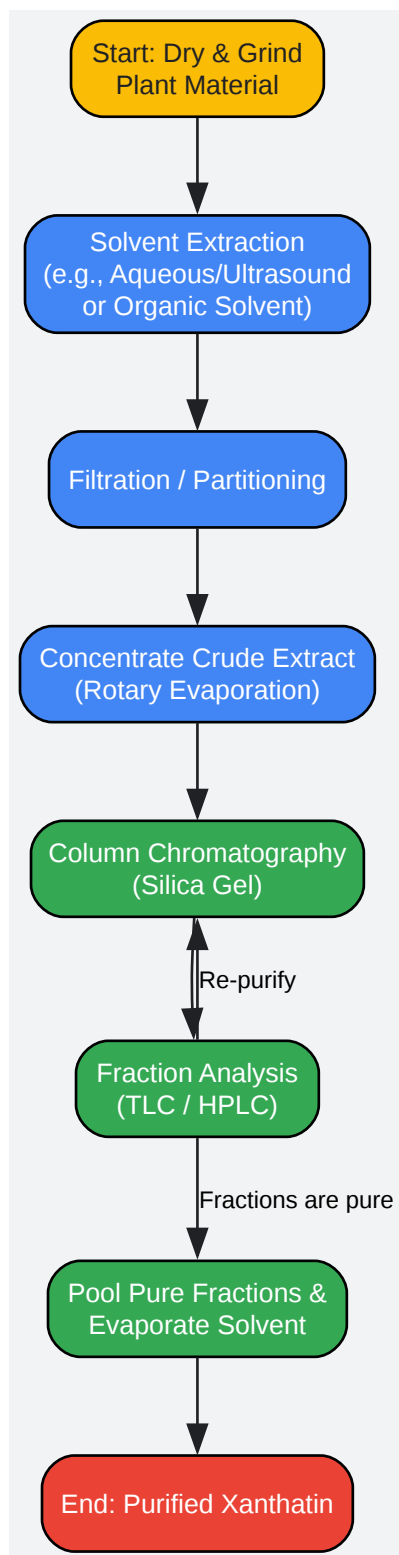 Start: Dry & Grind
Plant Material
Solvent Extraction
(e.g., Aqueous/Ultrasound
or Organic Solvent)
Filtration / Partitioning
Concentrate Crude Extract
(Rotary Evaporation)
Column Chromatography
(Silica Gel)
Re-purify
Fraction Analysis
(TLC / HPLC)
Fractions are pure
Pool Pure Fractions &
Evaporate Solvent
End: Purified Xanthatin